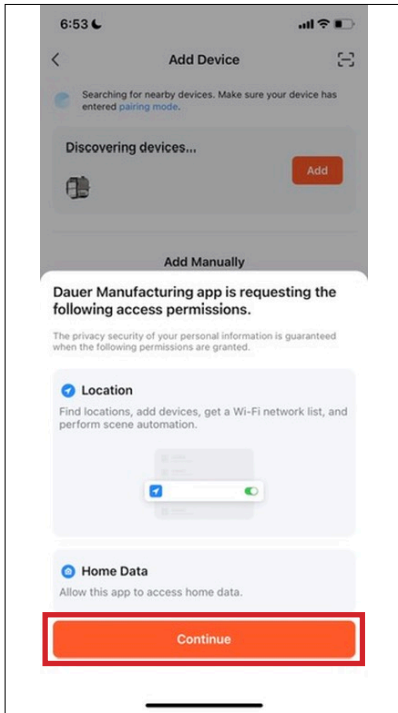 6:53
Add Device
Searching for nearby devices. Make sure your device has
entered pairing mode.
Discovering devices...
Add
Add Manually
Dauer Manufacturing app is requesting the
following access permissions.
The privacy security of your personal information is guaranteed
when the following permissions are granted.
Location
Find locations, add devices, get a Wi-Fi network list, and
perform scene automation.
Home Data
Allow this app to access home data.
Continue